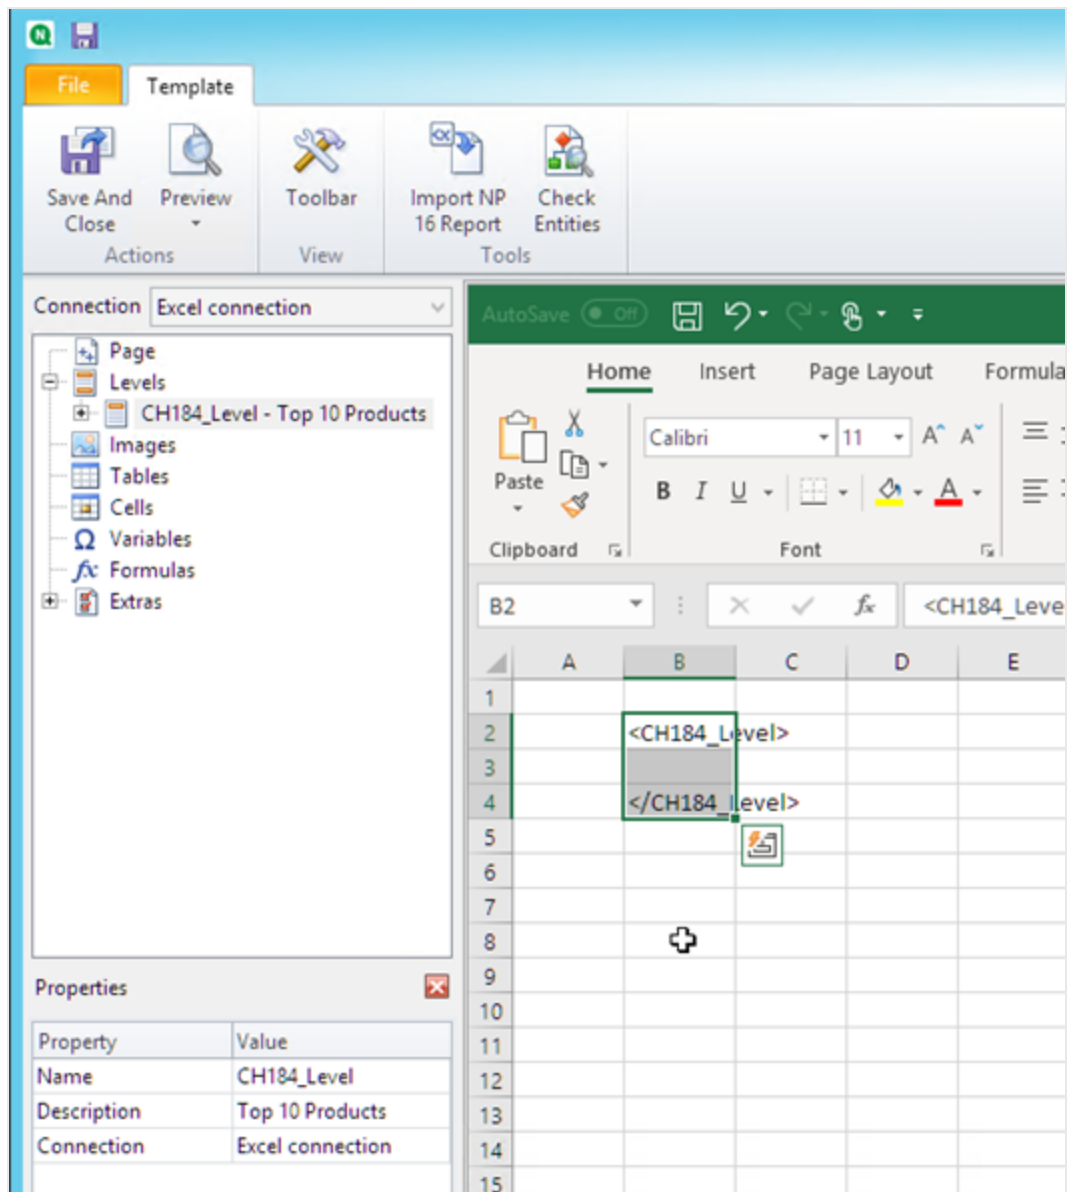 File Template
Save And Close Preview Toolbar Import NP 16 Report Check Entities
Actions View Tools
Connection Excel connection
Page
Levels
CH184_Level - Top 10 Products
Images
Tables
Cells
Variables
Formulas
Extras
Properties
Property Value
Name CH184_Level
Description Top 10 Products
Connection Excel connection
AutoSave Off
Home Insert Page Layout Formula
Paste
Calibri 11
B I U A
Clipboard Font
B2 fx <CH184_Leve
A B C D E
1
2 <CH184_Level>
3
4 </CH184_Level>
5
6
7
8
9
10
11
12
13
14
15